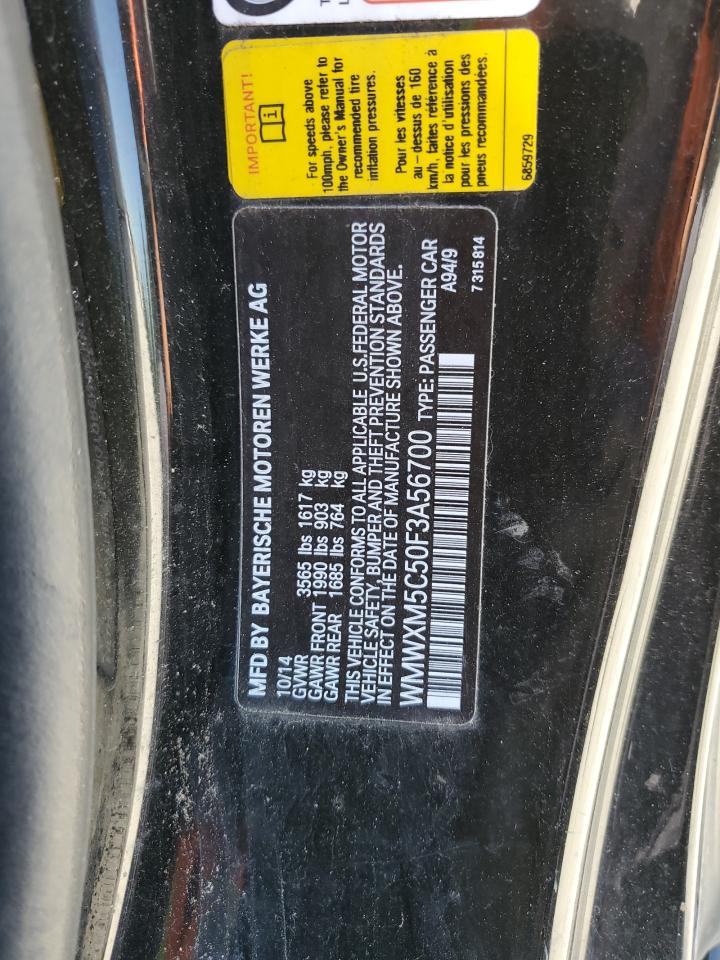 IMPORTANT!
For speeds above
100mph, please refer to
the Owner's Manual for
recommended tire
inflation pressures.
Pour les vitesses
au-dessus de 160
km/h, faites référence à
la notice d'utilisation
pour les pressions des
pneus recommandées.
6859729
MFD BY BAYERISCHE MOTOREN WERKE AG
10/14
GVWR 3565 lbs 1617 kg
GAWR FRONT 1990 lbs 903 kg
GAWR REAR 1685 lbs 764 kg
THIS VEHICLE CONFORMS TO ALL APPLICABLE U.S. FEDERAL MOTOR
VEHICLE SAFETY, BUMPER AND THEFT PREVENTION STANDARDS
IN EFFECT ON THE DATE OF MANUFACTURE SHOWN ABOVE.
WMWXM5C50F3A56700 TYPE: PASSENGER CAR
A94/9
7 315 814